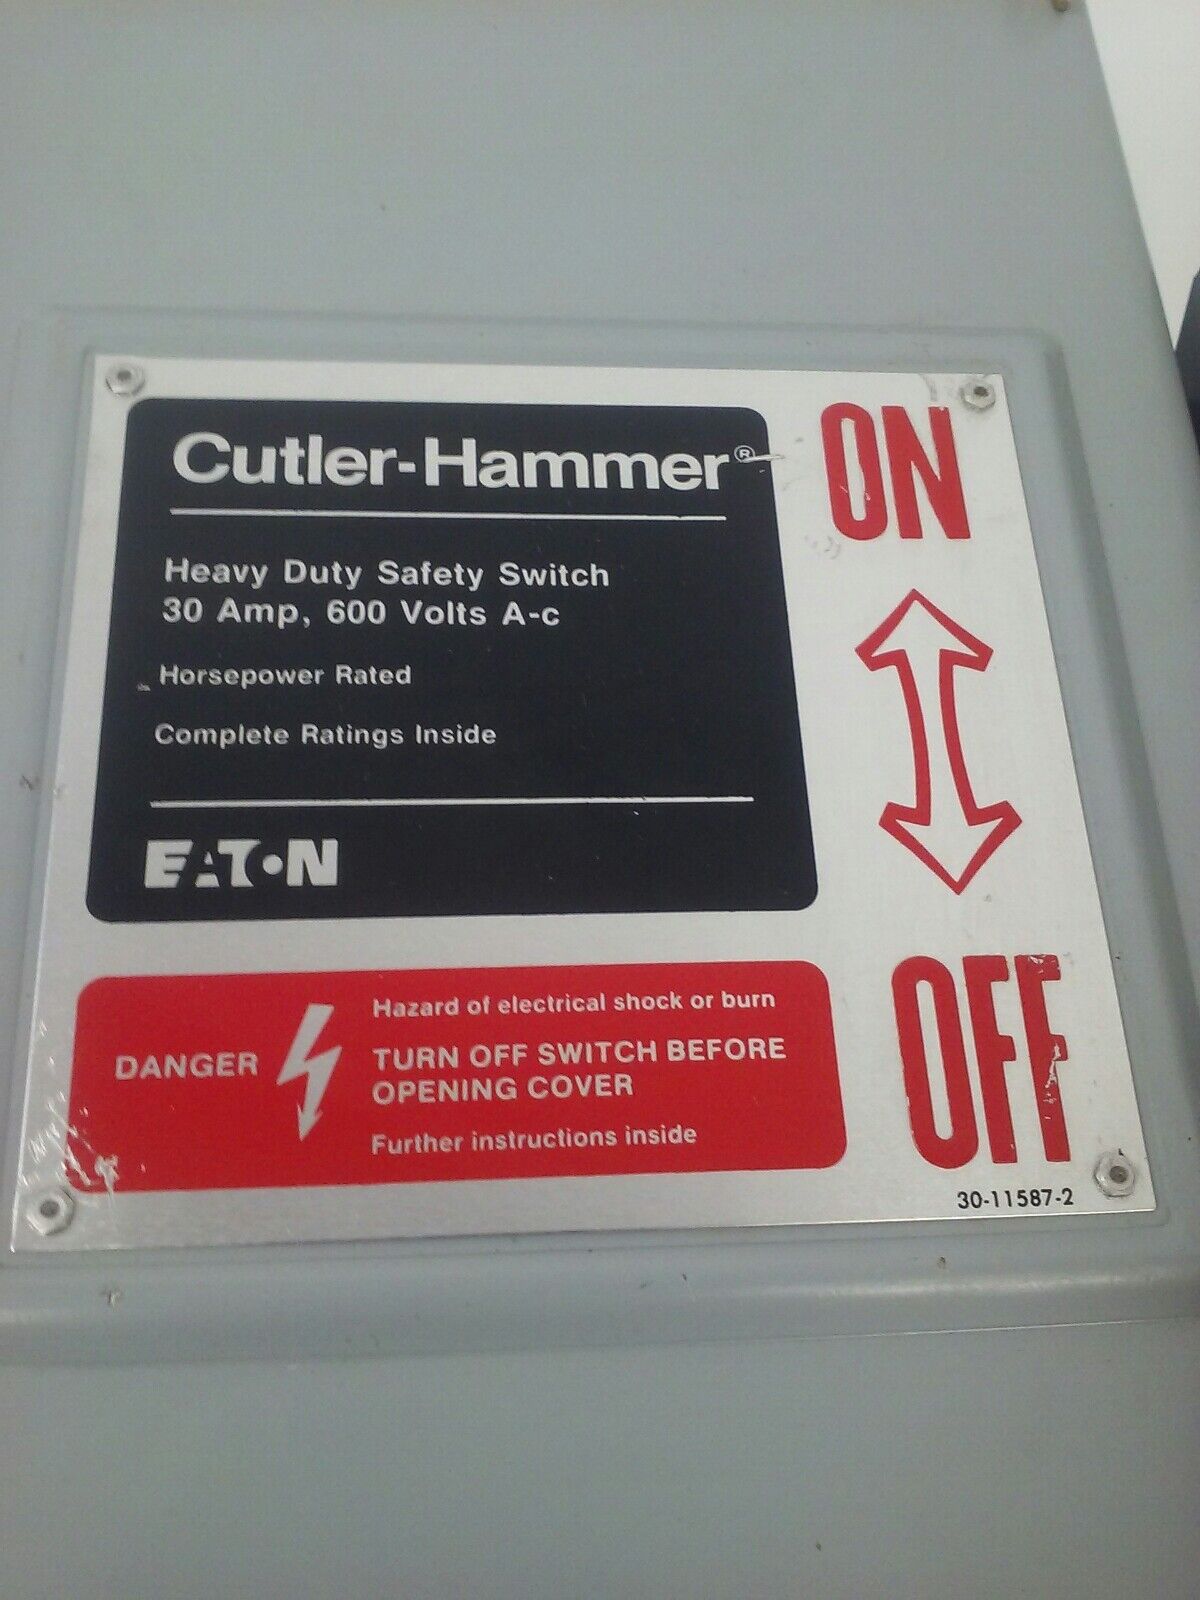 Cutler-Hammer®
Heavy Duty Safety Switch
30 Amp, 600 Volts A-c
Horsepower Rated
Complete Ratings Inside
EATON
ON
OFF
DANGER
Hazard of electrical shock or burn
TURN OFF SWITCH BEFORE
OPENING COVER
Further instructions inside
30-11587-2